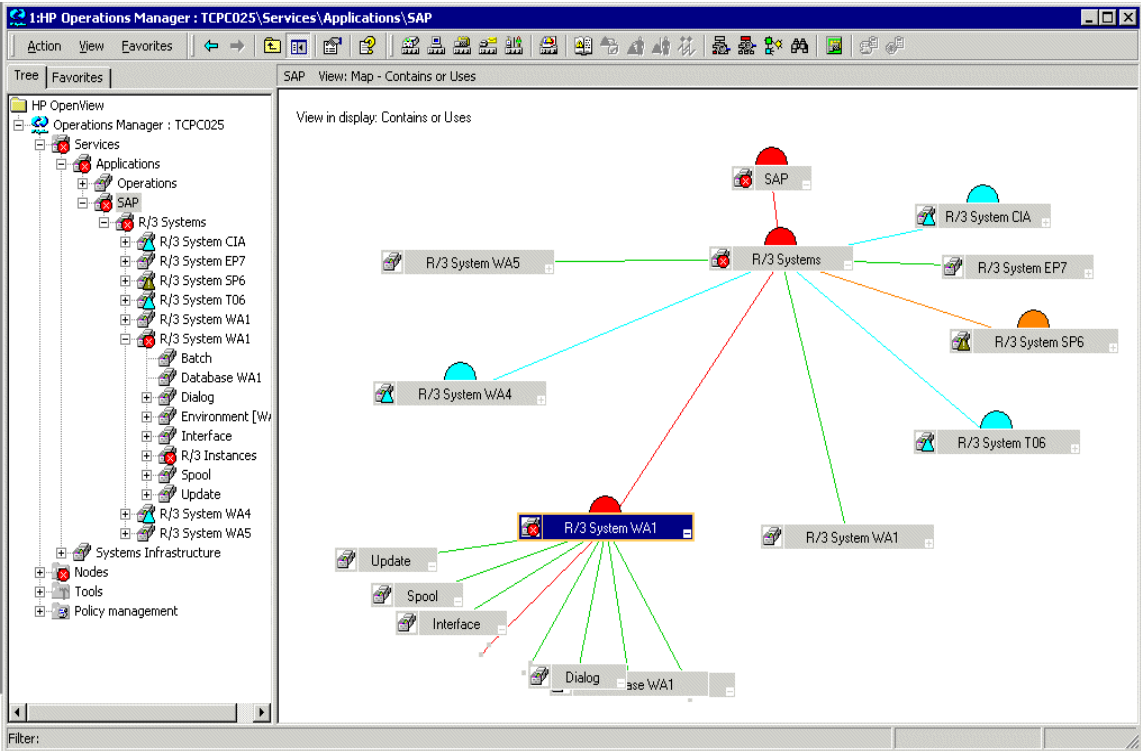 1:HP Operations Manager : TCPC025\Services\Applications\SAP
Action View Favorites
Tree Favorites
SAP View: Map - Contains or Uses
HP OpenView
Operations Manager : TCPC025
Services
Applications
Operations
SAP
R/3 Systems
R/3 System CIA
R/3 System EP7
R/3 System SP6
R/3 System T06
R/3 System WA1
R/3 System WA1
Batch
Database WA1
Dialog
Environment [W
Interface
R/3 Instances
Spool
Update
R/3 System WA4
R/3 System WA5
Systems Infrastructure
Nodes
Tools
Policy management
View in display: Contains or Uses
SAP
R/3 System CIA
R/3 System WA5
R/3 Systems
R/3 System EP7
R/3 System SP6
R/3 System WA4
R/3 System T06
R/3 System WA1
R/3 System WA1
Update
Spool
Interface
Dialog
ase WA1
Filter: